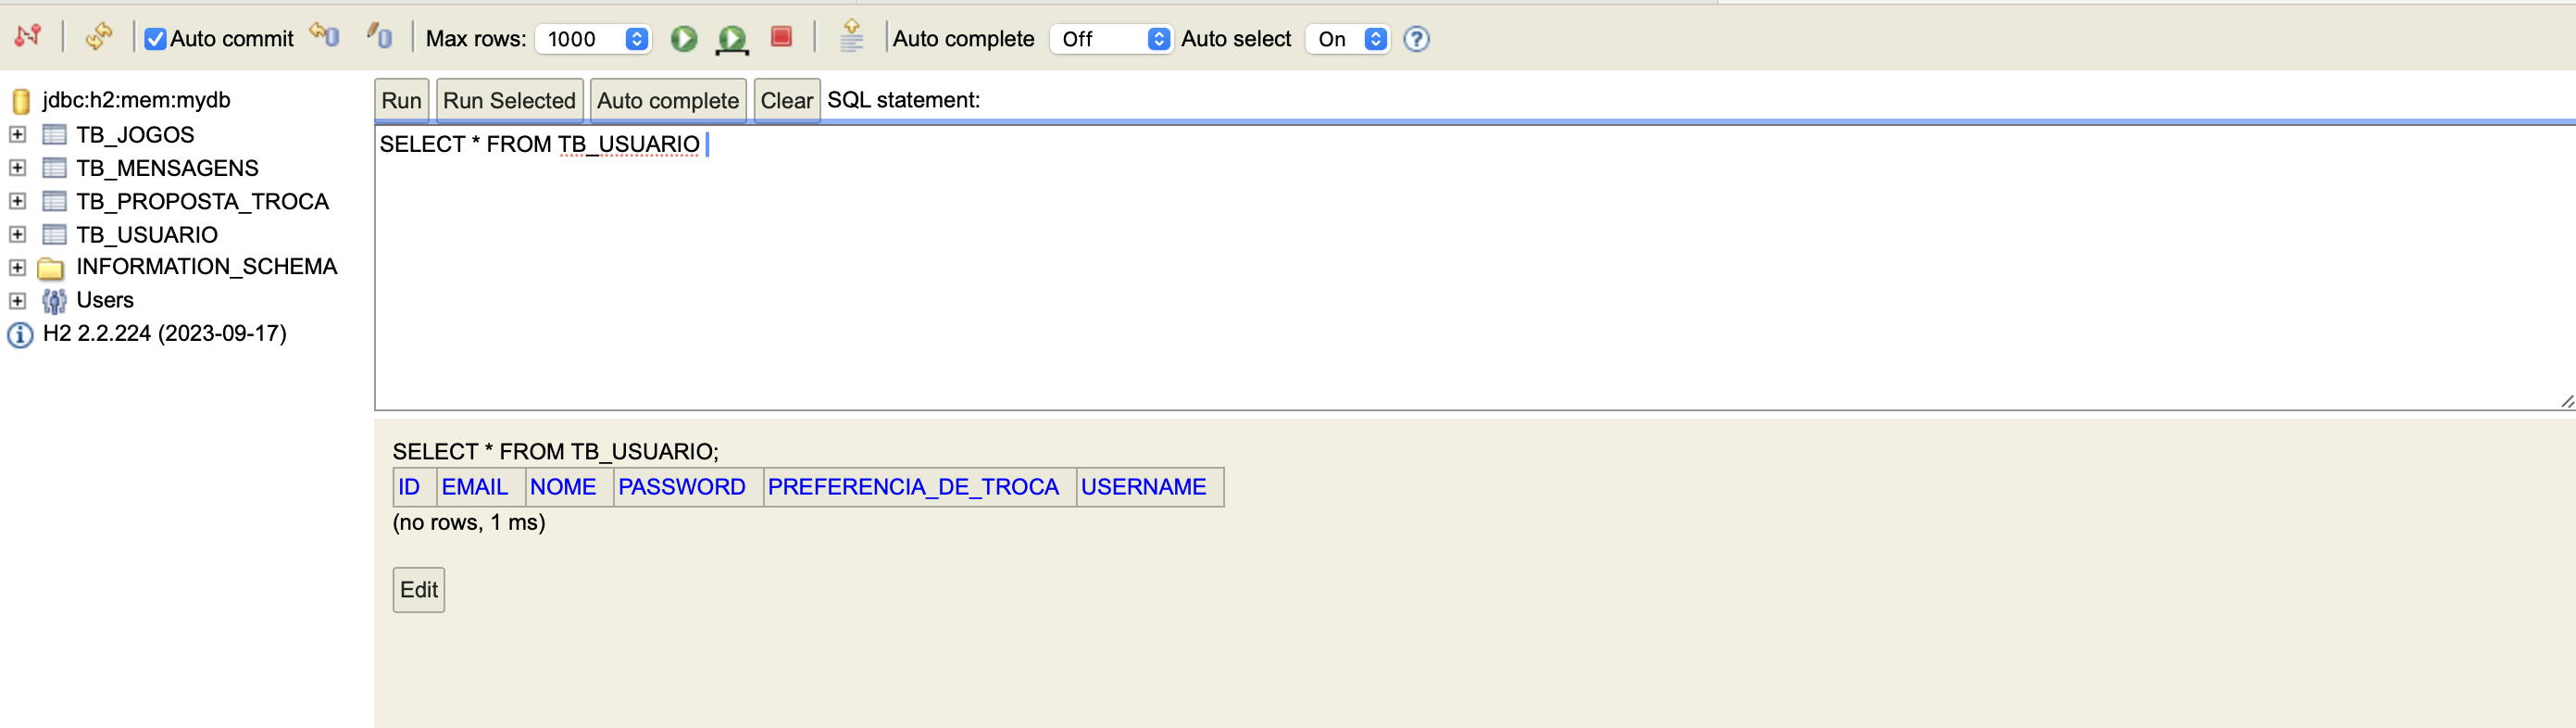 Auto commit Max rows: 1000 Auto complete Off Auto select On ?
jdbc:h2:mem:mydb
TB_JOGOS
TB_MENSAGENS
TB_PROPOSTA_TROCA
TB_USUARIO
INFORMATION_SCHEMA
Users
H2 2.2.224 (2023-09-17)
Run Run Selected Auto complete Clear SQL statement:
SELECT * FROM TB_USUARIO
SELECT * FROM TB_USUARIO;
ID EMAIL NOME PASSWORD PREFERENCIA_DE_TROCA USERNAME
(no rows, 1 ms)
Edit